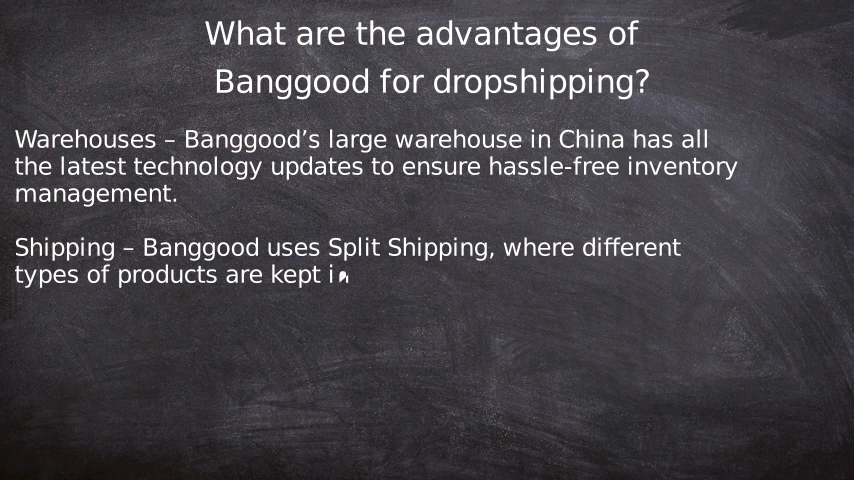 What are the advantages of
Banggood for dropshipping?
Warehouses – Banggood’s large warehouse in China has all
the latest technology updates to ensure hassle-free inventory
management.
Shipping – Banggood uses Split Shipping, where different
types of products are kept i